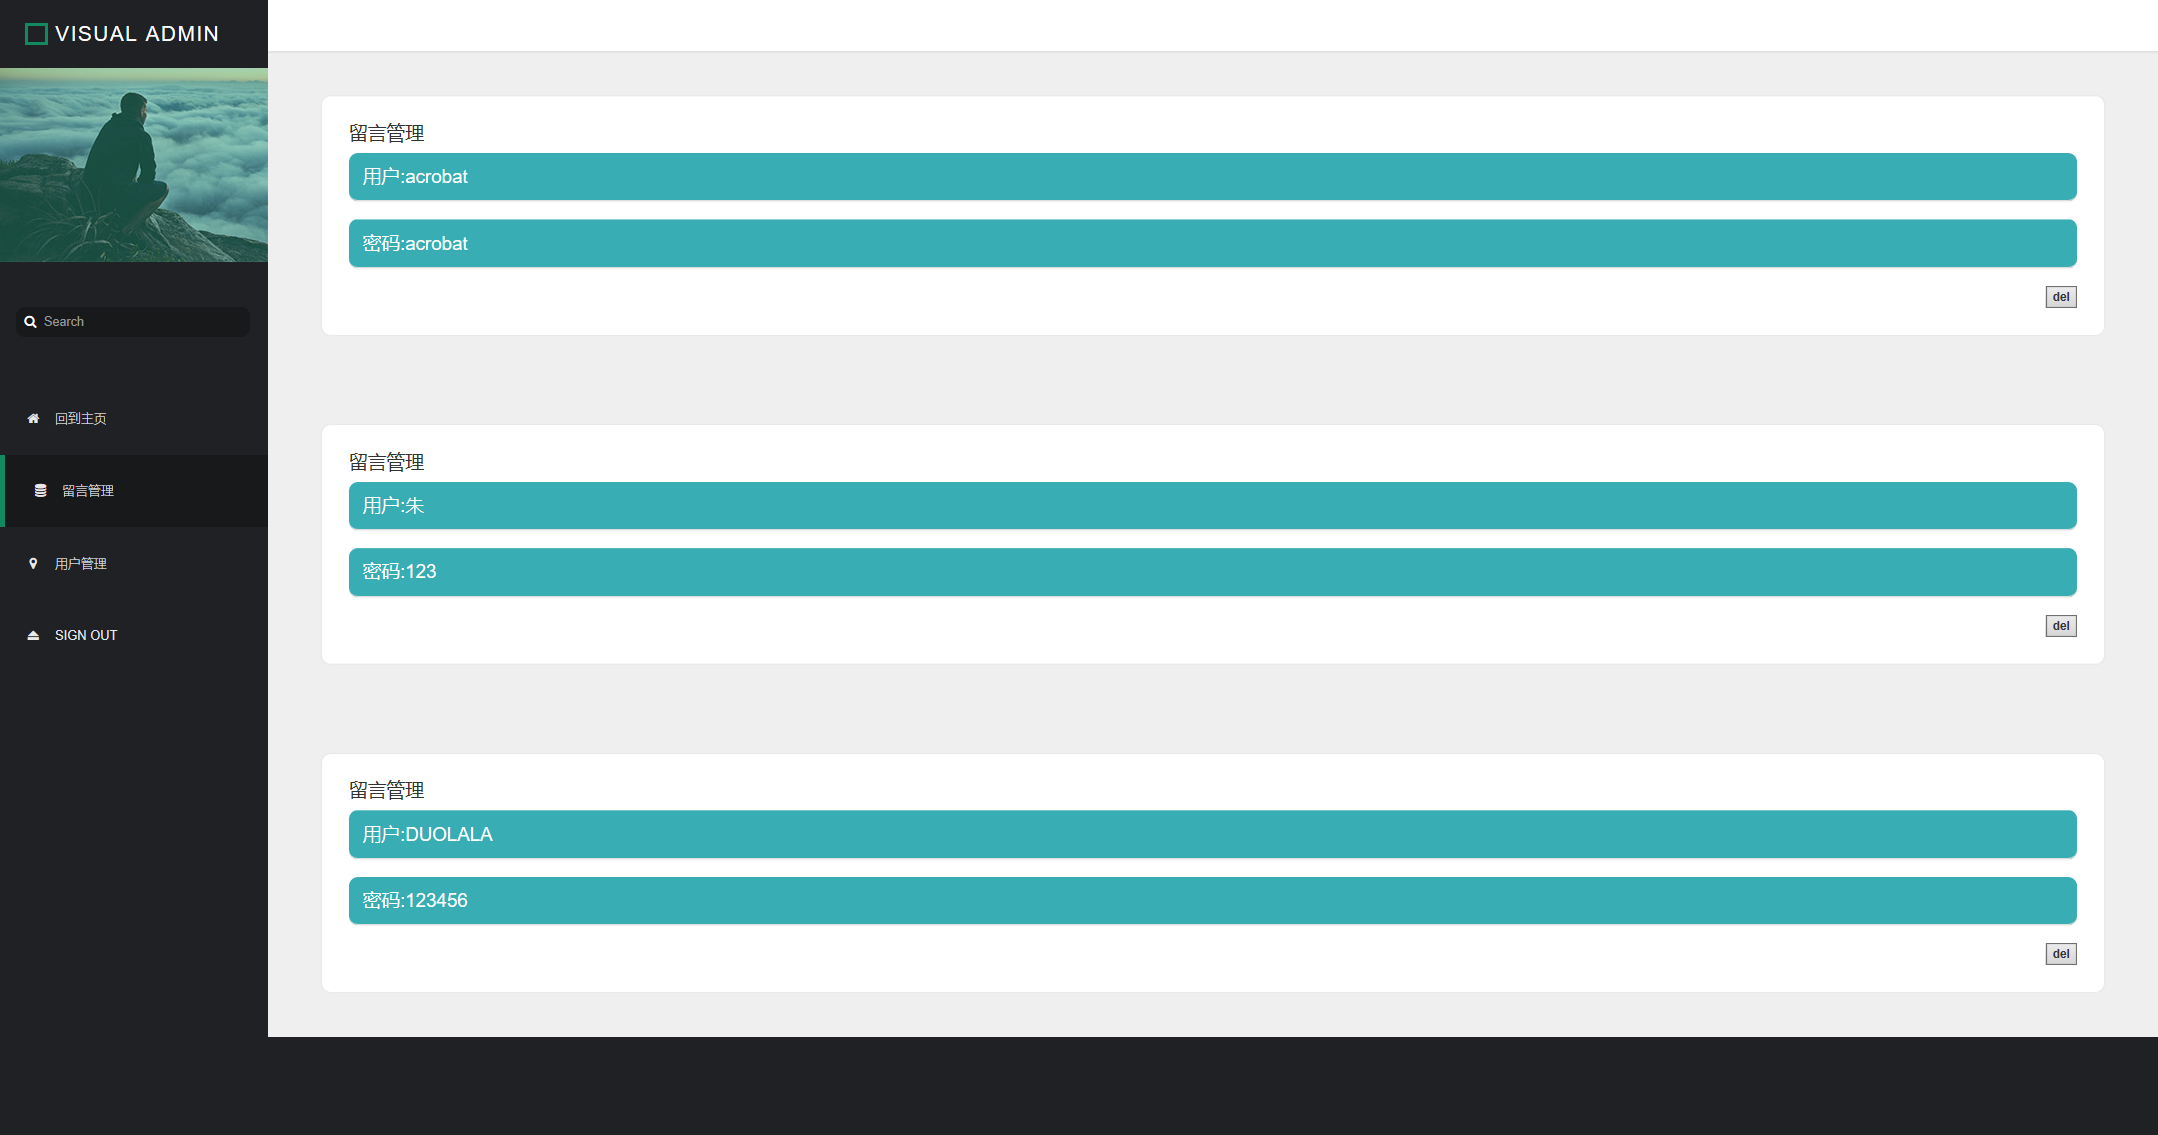 VISUAL ADMIN
Search
回到主页
留言管理
用户管理
SIGN OUT
留言管理
用户:acrobat
密码:acrobat
del
留言管理
用户:朱
密码:123
del
留言管理
用户:DUOLALA
密码:123456
del